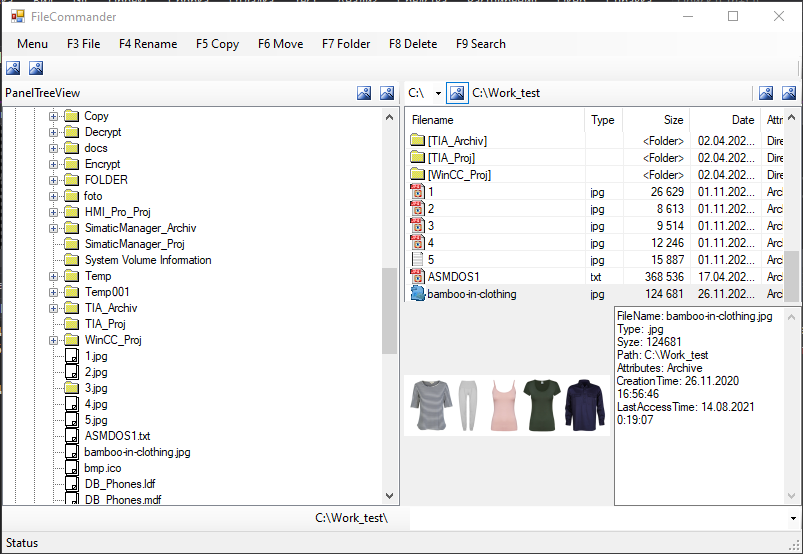 FileCommander
Menu F3 File F4 Rename F5 Copy F6 Move F7 Folder F8 Delete F9 Search
PanelTreeView
C:\ C:\Work_test
Copy
Decrypt
docs
Encrypt
FOLDER
foto
HMI_Pro_Proj
SimaticManager_Archiv
SimaticManager_Proj
System Volume Information
Temp
Temp001
TIA_Archiv
TIA_Proj
WinCC_Proj
1.jpg
2.jpg
3.jpg
4.jpg
5.jpg
ASMDOS1.txt
bamboo-in-clothing.jpg
bmp.ico
DB_Phones.ldf
DB_Phones.mdf
Filename Type Size Date Attri
[TIA_Archiv] <Folder> 02.04.202... Dire
[TIA_Proj] <Folder> 02.04.202... Dire
[WinCC_Proj] <Folder> 02.04.202... Dire
1 jpg 26 629 01.11.202... Arc
2 jpg 8 613 01.11.202... Arc
3 jpg 9 514 01.11.202... Arc
4 jpg 12 246 01.11.202... Arc
5 jpg 15 887 01.11.202... Arc
ASMDOS1 txt 368 536 17.04.202... Arc
bamboo-in-clothing jpg 124 681 26.11.202... Arc
FileName: bamboo-in-clothing.jpg
Type: .jpg
Syze: 124681
Path: C:\Work_test
Attributes: Archive
CreationTime: 26.11.2020
16:56:46
LastAccessTime: 14.08.2021
0:19:07
C:\Work_test\
Status